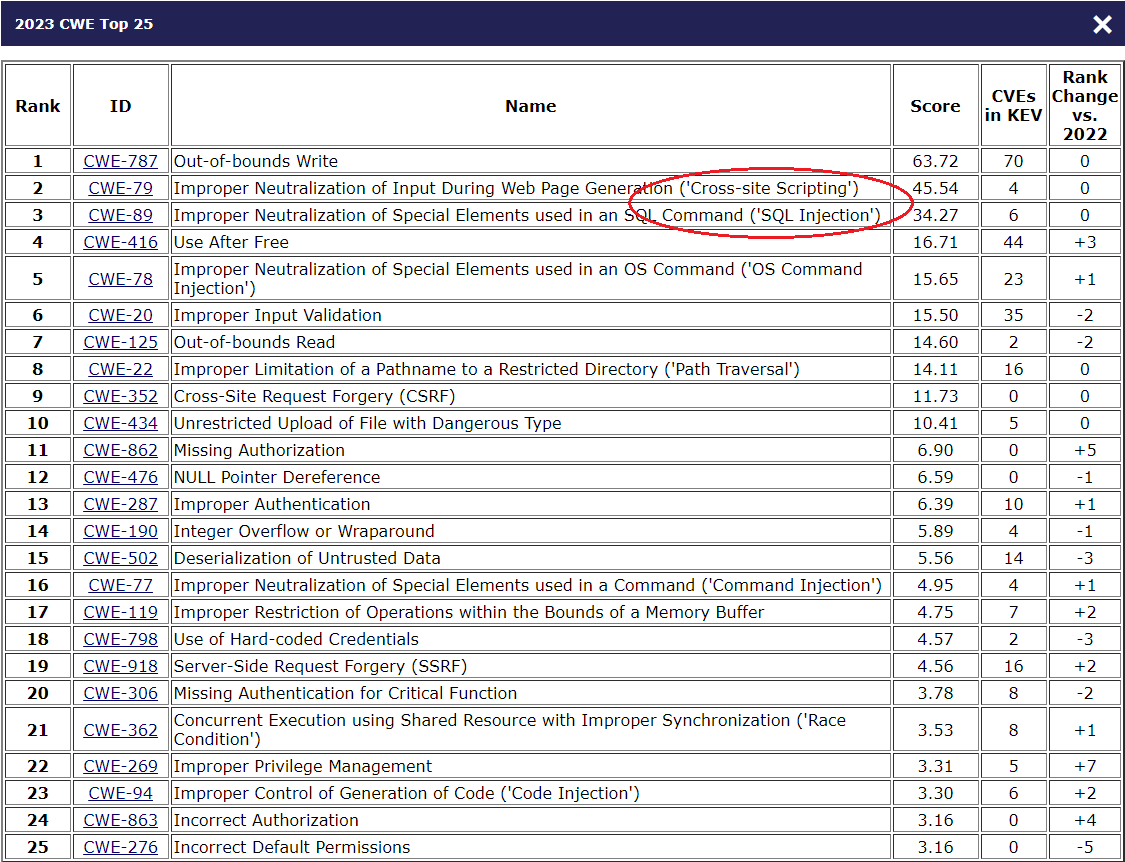 2023 CWE Top 25
Rank ID Name Score CVEs in KEV Rank Change vs. 2022
1 CWE-787 Out-of-bounds Write 63.72 70 0
2 CWE-79 Improper Neutralization of Input During Web Page Generation ('Cross-site Scripting') 45.54 4 0
3 CWE-89 Improper Neutralization of Special Elements used in an SQL Command ('SQL Injection') 34.27 6 0
4 CWE-416 Use After Free 16.71 44 +3
5 CWE-78 Improper Neutralization of Special Elements used in an OS Command ('OS Command Injection') 15.65 23 +1
6 CWE-20 Improper Input Validation 15.50 35 -2
7 CWE-125 Out-of-bounds Read 14.60 2 -2
8 CWE-22 Improper Limitation of a Pathname to a Restricted Directory ('Path Traversal') 14.11 16 0
9 CWE-352 Cross-Site Request Forgery (CSRF) 11.73 0 0
10 CWE-434 Unrestricted Upload of File with Dangerous Type 10.41 5 0
11 CWE-862 Missing Authorization 6.90 0 +5
12 CWE-476 NULL Pointer Dereference 6.59 0 -1
13 CWE-287 Improper Authentication 6.39 10 +1
14 CWE-190 Integer Overflow or Wraparound 5.89 4 -1
15 CWE-502 Deserialization of Untrusted Data 5.56 14 -3
16 CWE-77 Improper Neutralization of Special Elements used in a Command ('Command Injection') 4.95 4 +1
17 CWE-119 Improper Restriction of Operations within the Bounds of a Memory Buffer 4.75 7 +2
18 CWE-798 Use of Hard-coded Credentials 4.57 2 -3
19 CWE-918 Server-Side Request Forgery (SSRF) 4.56 16 +2
20 CWE-306 Missing Authentication for Critical Function 3.78 8 -2
21 CWE-362 Concurrent Execution using Shared Resource with Improper Synchronization ('Race Condition') 3.53 8 +1
22 CWE-269 Improper Privilege Management 3.31 5 +7
23 CWE-94 Improper Control of Generation of Code ('Code Injection') 3.30 6 +2
24 CWE-863 Incorrect Authorization 3.16 0 +4
25 CWE-276 Incorrect Default Permissions 3.16 0 -5